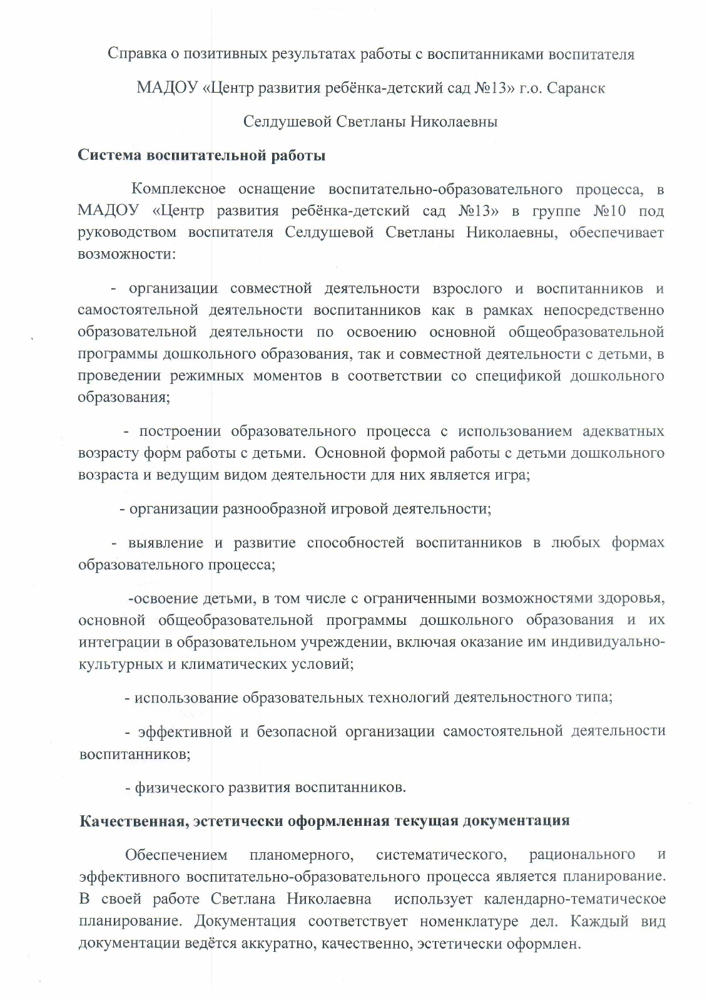 Справка о позитивных результатах работы с воспитанниками воспитателя
МАДОУ «Центр развития ребёнка-детский сад №13» г.о. Саранск
Селдушевой Светланы Николаевны
Система воспитательной работы
Комплексное оснащение воспитательно-образовательного процесса, в
МАДОУ «Центр развития ребёнка-детский сад №13» в группе №10 под
руководством воспитателя Селдушевой Светланы Николаевны, обеспечивает
возможности:
- организации совместной деятельности взрослого и воспитанников и
самостоятельной деятельности воспитанников как в рамках непосредственно
образовательной деятельности по освоению основной общеобразовательной
программы дошкольного образования, так и совместной деятельности с детьми, в
проведении режимных моментов в соответствии со спецификой дошкольного
образования;
- построении образовательного процесса с использованием адекватных
возрасту форм работы с детьми. Основной формой работы с детьми дошкольного
возраста и ведущим видом деятельности для них является игра;
- организации разнообразной игровой деятельности;
- выявление и развитие способностей воспитанников в любых формах
образовательного процесса;
-освоение детьми, в том числе с ограниченными возможностями здоровья,
основной общеобразовательной программы дошкольного образования и их
интеграции в образовательном учреждении, включая оказание им индивидуально-
культурных и климатических условий;
- использование образовательных технологий деятельностного типа;
- эффективной и безопасной организации самостоятельной деятельности
воспитанников;
- физического развития воспитанников.
Качественная, эстетически оформленная текущая документация
Обеспечением планомерного, систематического, рационального и
эффективного воспитательно-образовательного процесса является планирование.
В своей работе Светлана Николаевна использует календарно-тематическое
планирование. Документация соответствует номенклатуре дел. Каждый вид
документации ведётся аккуратно, качественно, эстетически оформлен.